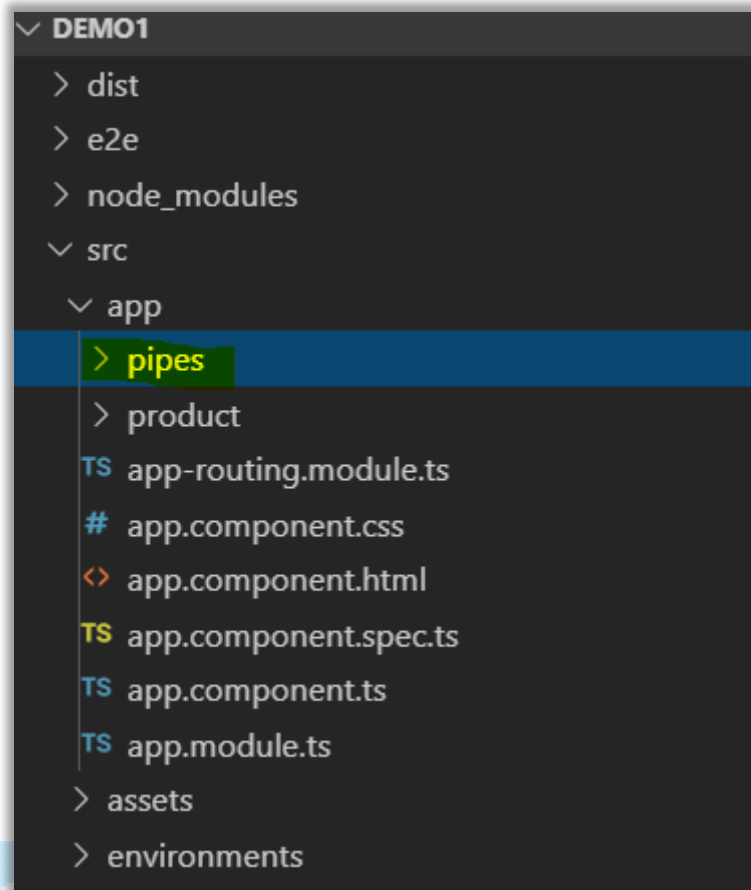 DEMO1
dist
e2e
node_modules
src
app
pipes
product
TS app-routing.module.ts
# app.component.css
<> app.component.html
TS app.component.spec.ts
TS app.component.ts
TS app.module.ts
assets
environments